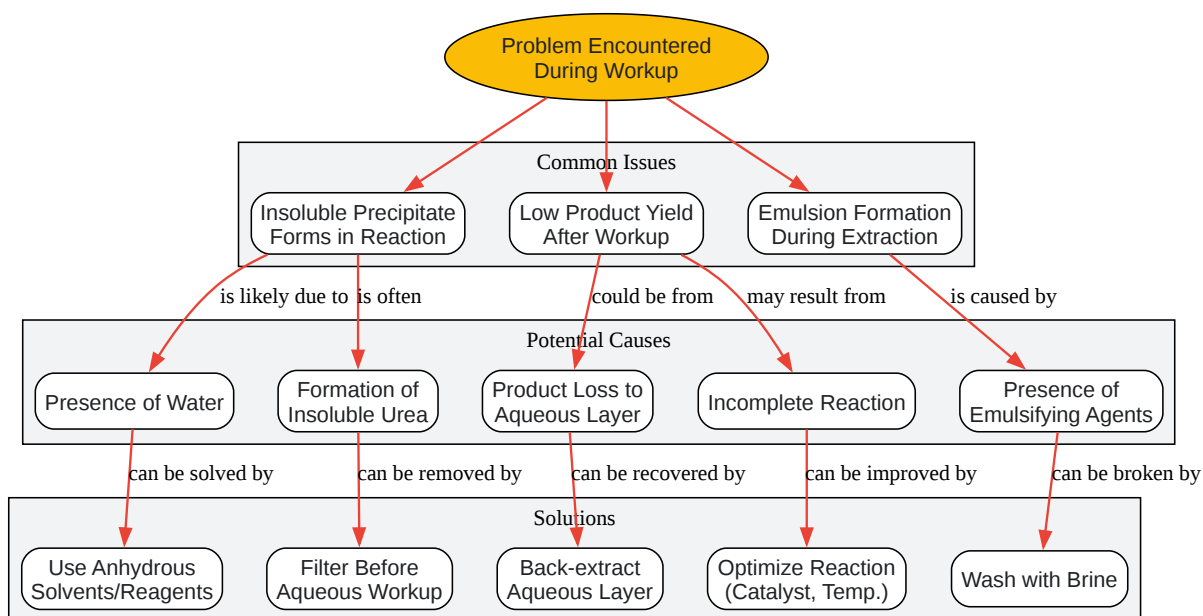 Problem Encountered
During Workup
Common Issues
Insoluble Precipitate
Forms in Reaction
Low Product Yield
After Workup
Emulsion Formation
During Extraction
is likely due to
is often
could be from
may result from
is caused by
Potential Causes
Presence of Water
Formation of
Insoluble Urea
Product Loss to
Aqueous Layer
Incomplete Reaction
Presence of
Emulsifying Agents
can be solved by
can be removed by
can be recovered by
can be improved by
can be broken by
Solutions
Use Anhydrous
Solvents/Reagents
Filter Before
Aqueous Workup
Back-extract
Aqueous Layer
Optimize Reaction
(Catalyst, Temp.)
Wash with Brine